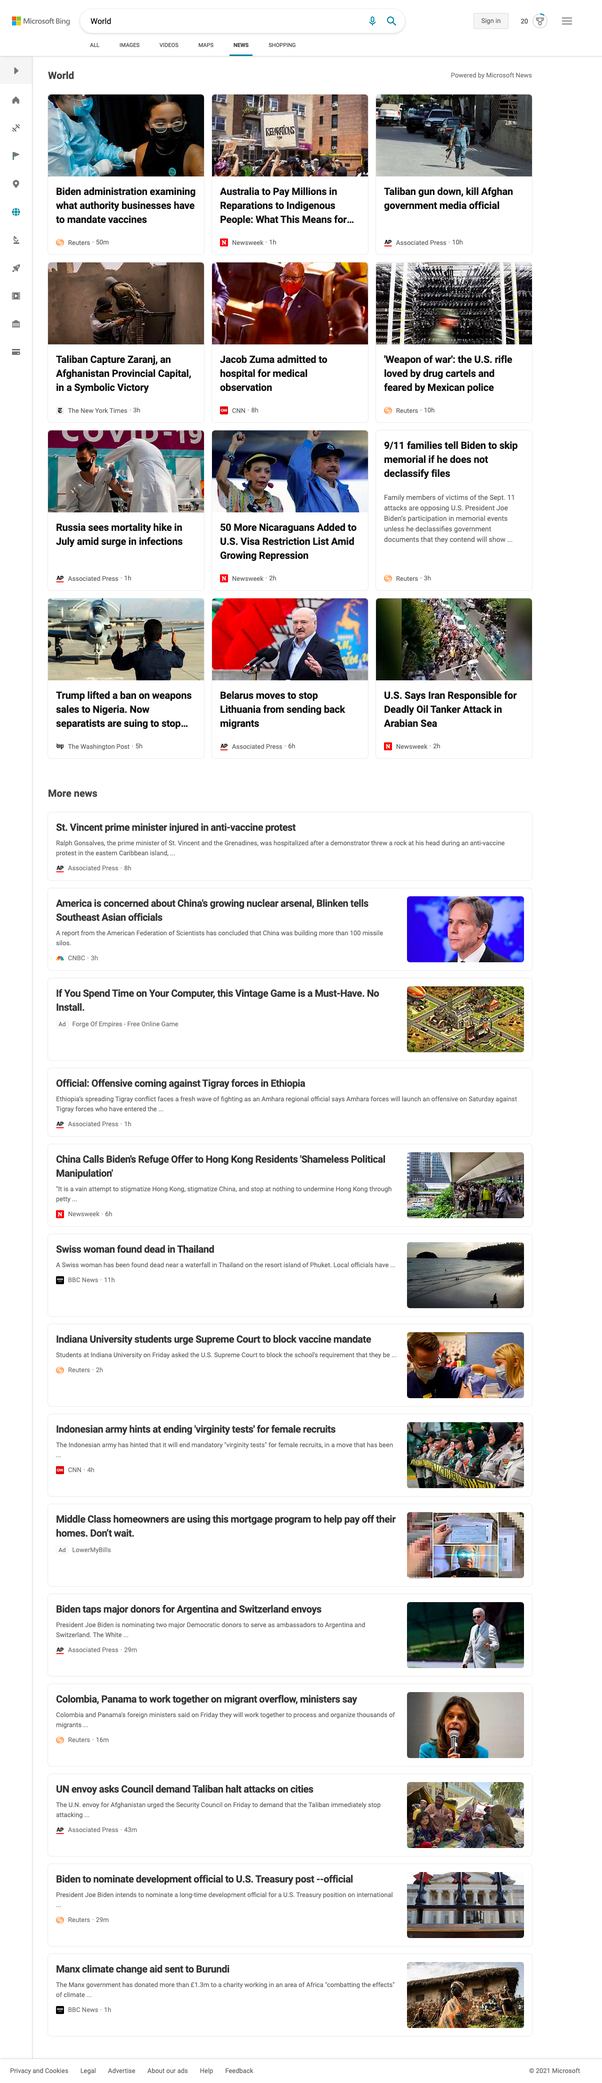 Microsoft Bing
World
Sign in
20
ALL IMAGES VIDEOS MAPS NEWS SHOPPING
World
Powered by Microsoft News
REPARATIONS
Biden administration examining
what authority businesses have
to mandate vaccines
Reuters · 50m
Australia to Pay Millions in
Reparations to Indigenous
People: What This Means for...
N Newsweek · 1h
Taliban gun down, kill Afghan
government media official
AP Associated Press · 10h
Taliban Capture Zaranj, an
Afghanistan Provincial Capital,
in a Symbolic Victory
The New York Times · 3h
Jacob Zuma admitted to
hospital for medical
observation
CNN CNN · 8h
'Weapon of war': the U.S. rifle
loved by drug cartels and
feared by Mexican police
Reuters · 10h
COVID-19
Russia sees mortality hike in
July amid surge in infections
AP Associated Press · 1h
50 More Nicaraguans Added to
U.S. Visa Restriction List Amid
Growing Repression
N Newsweek · 2h
9/11 families tell Biden to skip
memorial if he does not
declassify files
Family members of victims of the Sept. 11
attacks are opposing U.S. President Joe
Biden's participation in memorial events
unless he declassifies government
documents that they contend will show ...
Reuters · 3h
Trump lifted a ban on weapons
sales to Nigeria. Now
separatists are suing to stop...
wp The Washington Post · 5h
Belarus moves to stop
Lithuania from sending back
migrants
AP Associated Press · 6h
U.S. Says Iran Responsible for
Deadly Oil Tanker Attack in
Arabian Sea
N Newsweek · 2h
More news
St. Vincent prime minister injured in anti-vaccine protest
Ralph Gonsalves, the prime minister of St. Vincent and the Grenadines, was hospitalized after a demonstrator threw a rock at his head during an anti-vaccine
protest in the eastern Caribbean island, ...
AP Associated Press · 8h
America is concerned about China's growing nuclear arsenal, Blinken tells
Southeast Asian officials
A report from the American Federation of Scientists has concluded that China was building more than 100 missile
silos.
CNBC · 3h
If You Spend Time on Your Computer, this Vintage Game is a Must-Have. No
Install.
Ad Forge Of Empires - Free Online Game
Official: Offensive coming against Tigray forces in Ethiopia
Ethiopia's spreading Tigray conflict faces a fresh wave of fighting as an Amhara regional official says Amhara forces will launch an offensive on Saturday against
Tigray forces who have entered the ...
AP Associated Press · 1h
China Calls Biden's Refuge Offer to Hong Kong Residents 'Shameless Political
Manipulation'
"It is a vain attempt to stigmatize Hong Kong, stigmatize China, and stop at nothing to undermine Hong Kong through
petty ...
N Newsweek · 6h
Swiss woman found dead in Thailand
A Swiss woman has been found dead near a waterfall in Thailand on the resort island of Phuket. Local officials have ...
BBC News · 11h
Indiana University students urge Supreme Court to block vaccine mandate
Students at Indiana University on Friday asked the U.S. Supreme Court to block the school's requirement that they be ...
Reuters · 2h
Indonesian army hints at ending 'virginity tests' for female recruits
The Indonesian army has hinted that it will end mandatory "virginity tests" for female recruits, in a move that has been
...
CNN CNN · 4h
Middle Class homeowners are using this mortgage program to help pay off their
homes. Don't wait.
Ad LowerMyBills
Biden taps major donors for Argentina and Switzerland envoys
President Joe Biden is nominating two major Democratic donors to serve as ambassadors to Argentina and
Switzerland. The White ...
AP Associated Press · 29m
Colombia, Panama to work together on migrant overflow, ministers say
Colombia and Panama's foreign ministers said on Friday they will work together to process and organize thousands of
migrants ...
Reuters · 16m
UN envoy asks Council demand Taliban halt attacks on cities
The U.N. envoy for Afghanistan urged the Security Council on Friday to demand that the Taliban immediately stop
attacking ...
AP Associated Press · 43m
Biden to nominate development official to U.S. Treasury post --official
President Joe Biden intends to nominate a long-time development official for a U.S. Treasury position on international
...
Reuters · 29m
Manx climate change aid sent to Burundi
The Manx government has donated more than £1.3m to a charity working in an area of Africa "combatting the effects"
of climate ...
BBC News · 1h
Privacy and Cookies Legal Advertise About our ads Help Feedback
© 2021 Microsoft